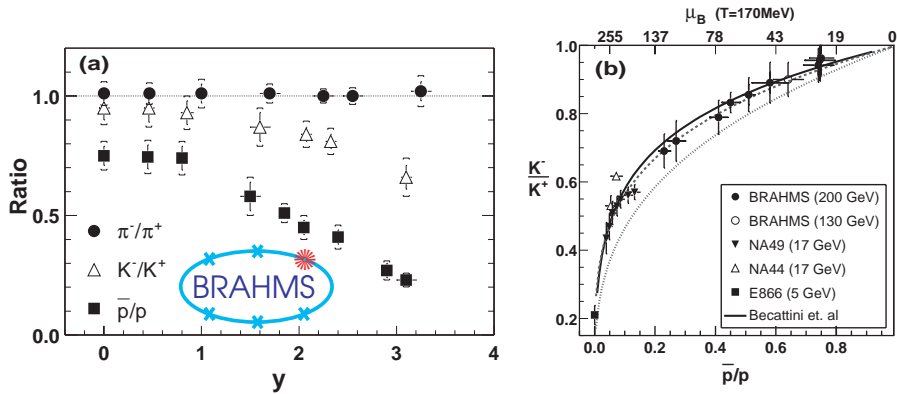 (a)
Ratio
1.0
0.5
0.0
π⁻/π⁺
K⁻/K⁺
p̅/p
BRAHMS
0 1 2 3 4
y
μ_B (T=170MeV)
255 137 78 43 19 0
(b)
K⁻/K⁺
1.0
0.8
0.6
0.4
0.2
BRAHMS (200 GeV)
BRAHMS (130 GeV)
NA49 (17 GeV)
NA44 (17 GeV)
E866 (5 GeV)
Becattini et. al
0.0 0.2 0.4 0.6 0.8 1
p̅/p